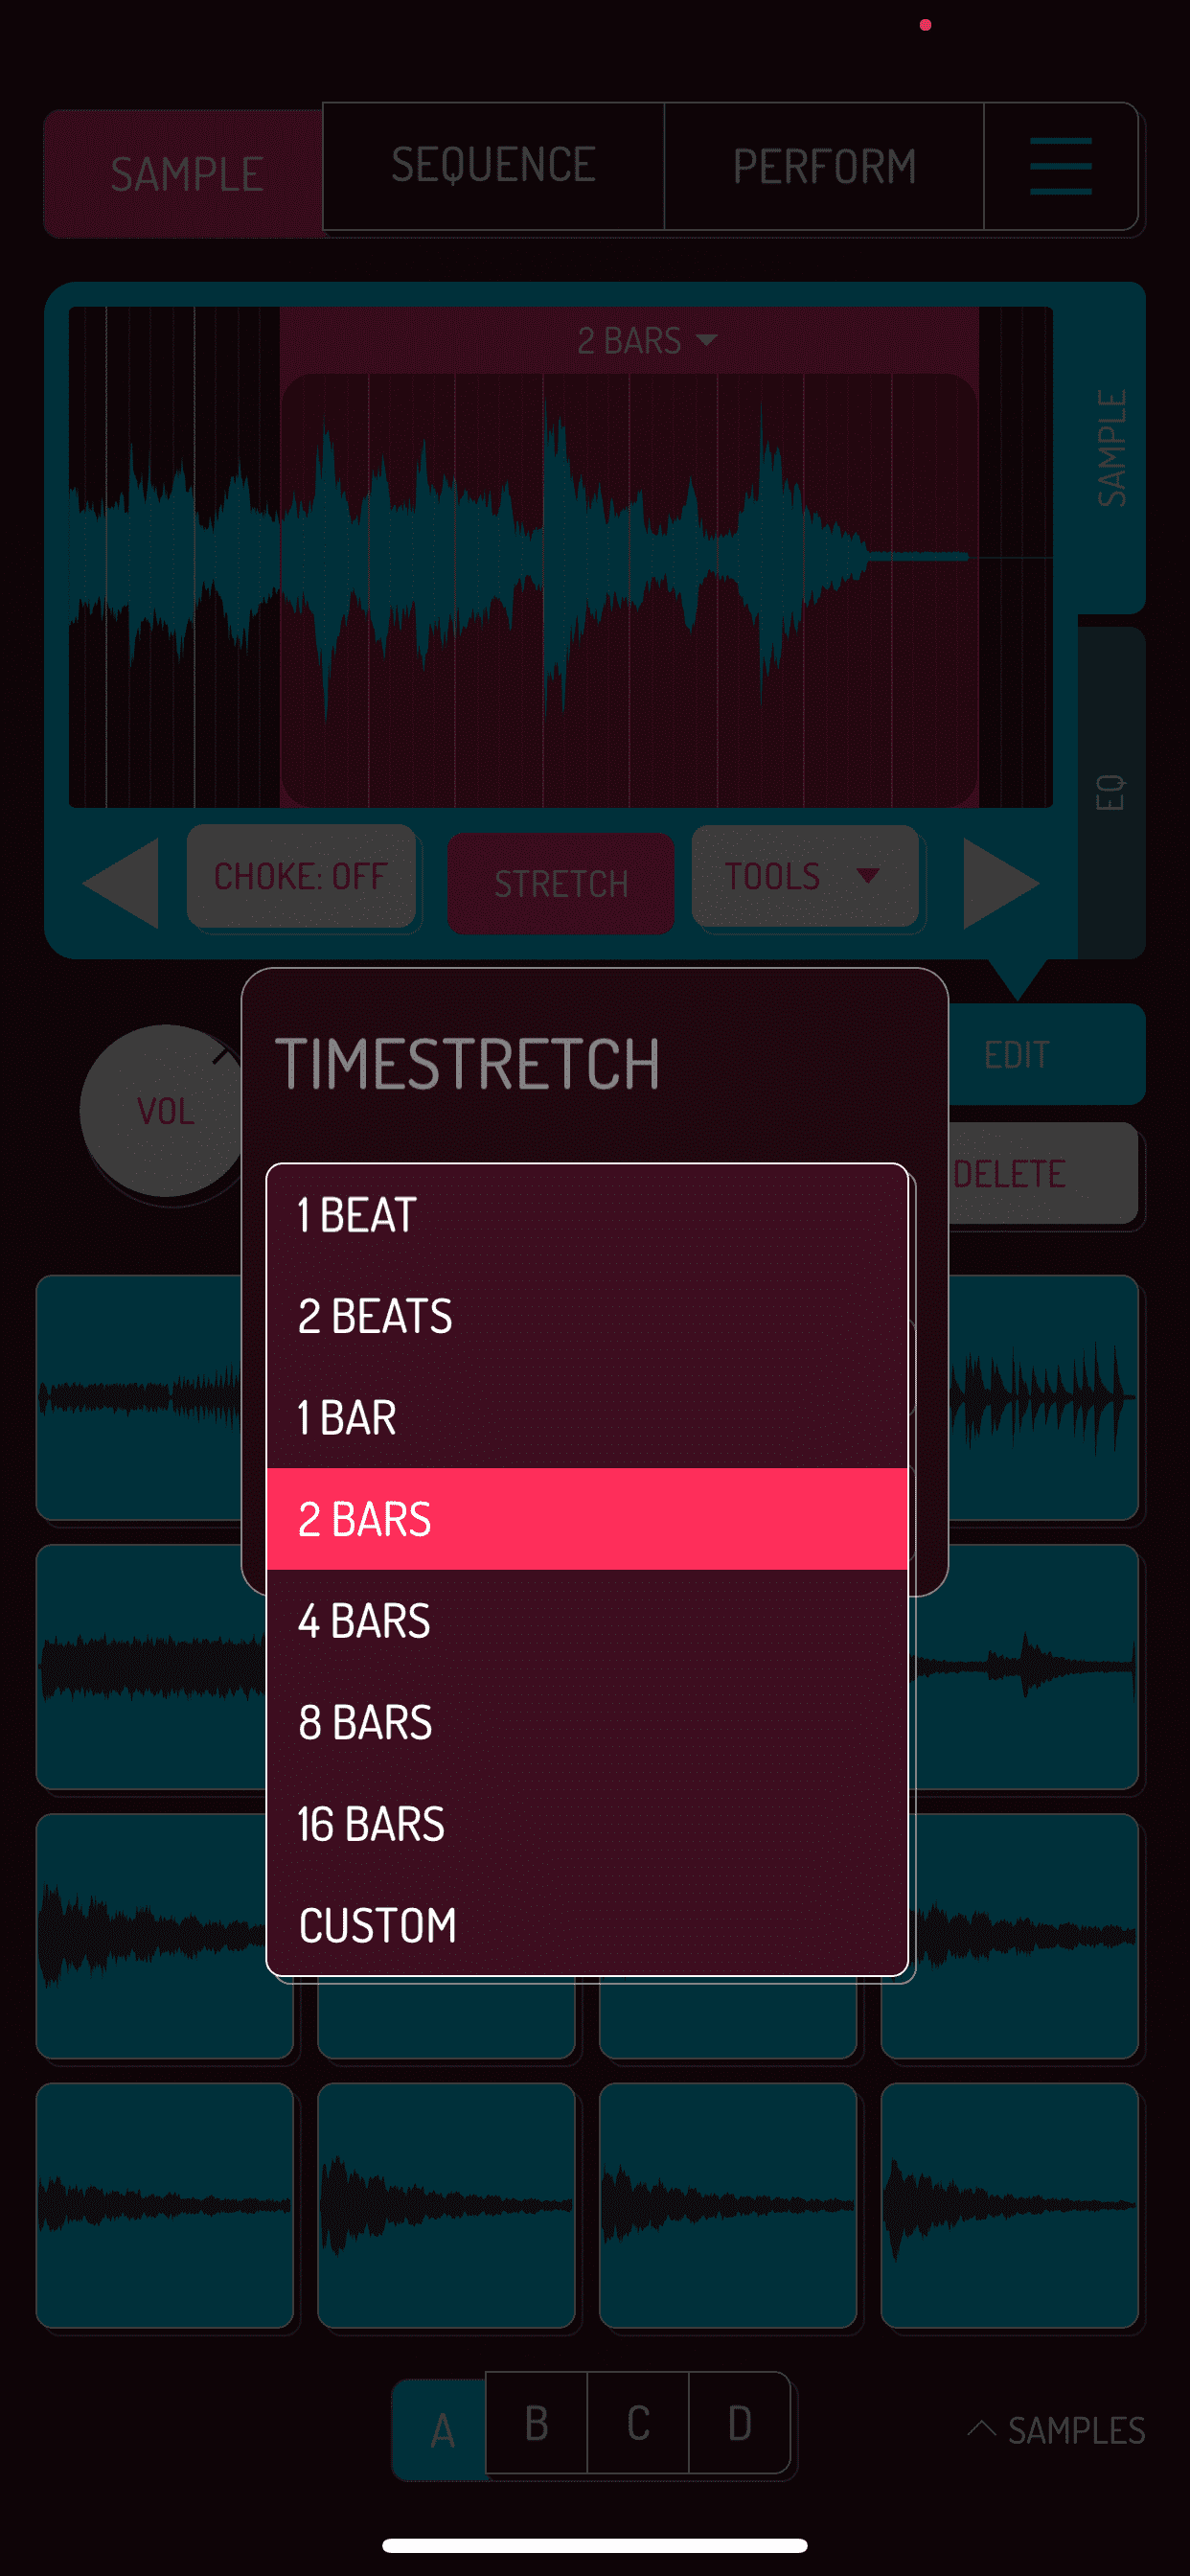 SAMPLE
SEQUENCE
PERFORM
2 BARS
SAMPLE
EQ
CHOKE: OFF
STRETCH
TOOLS
VOL
TIMESTRETCH
EDIT
DELETE
1 BEAT
2 BEATS
1 BAR
2 BARS
4 BARS
8 BARS
16 BARS
CUSTOM
A
B
C
D
SAMPLES